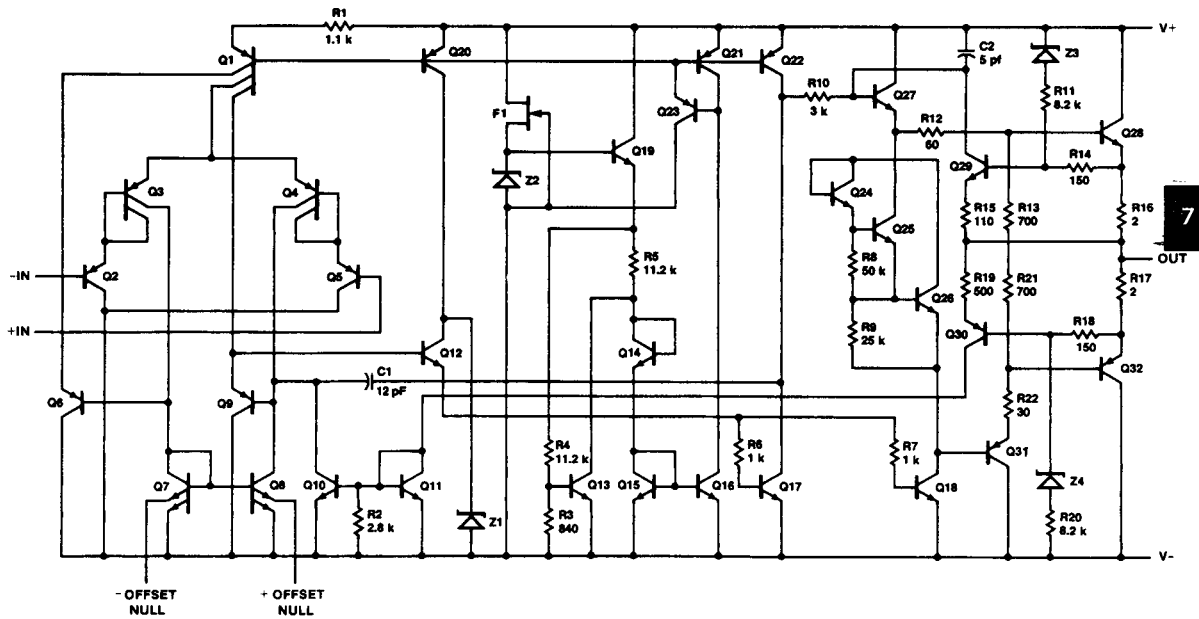 R1
1.1 k
V+
Q1
Q20
Q21
Q22
C2
5 pf
Z3
R10
3 k
Q27
R11
8.2 k
F1
Q23
R12
60
Q28
Q19
Q29
R14
150
Z2
Q3
Q4
Q24
R15
110
R13
700
R16
2
7
Q25
R5
11.2 k
R8
50 k
OUT
-IN
Q2
Q5
Q26
R19
500
R21
700
R17
2
+IN
R9
25 k
Q30
R18
150
Q12
Q14
Q32
C1
12 pF
Q6
Q9
R22
30
R4
11.2 k
R6
1 k
R7
1 k
Q31
Q7
Q8
Q10
Q11
Q13
Q15
Q16
Q17
Q18
Z4
R2
2.8 k
Z1
R3
840
R20
8.2 k
V-
- OFFSET
NULL
+ OFFSET
NULL